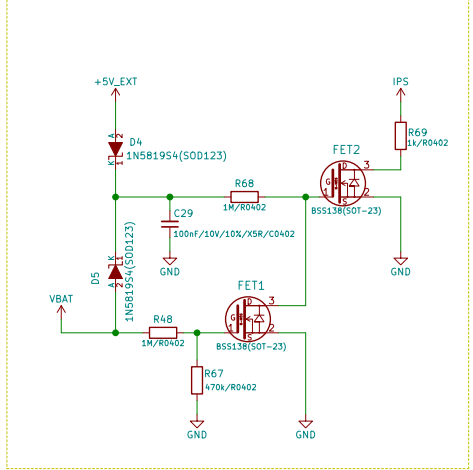 +5V_EXT
IPS
A
2
D4
K
1
1N5819S4(SOD123)
R69
1k/R0402
FET2
R68
1M/R0402
D
3
G
1
2
S
BSS138(SOT-23)
C29
100nF/10V/10%/X5R/C0402
GND
GND
K
1
D5
A
2
1N5819S4(SOD123)
VBAT
FET1
R48
1M/R0402
D
3
G
1
2
S
BSS138(SOT-23)
R67
470k/R0402
GND
GND